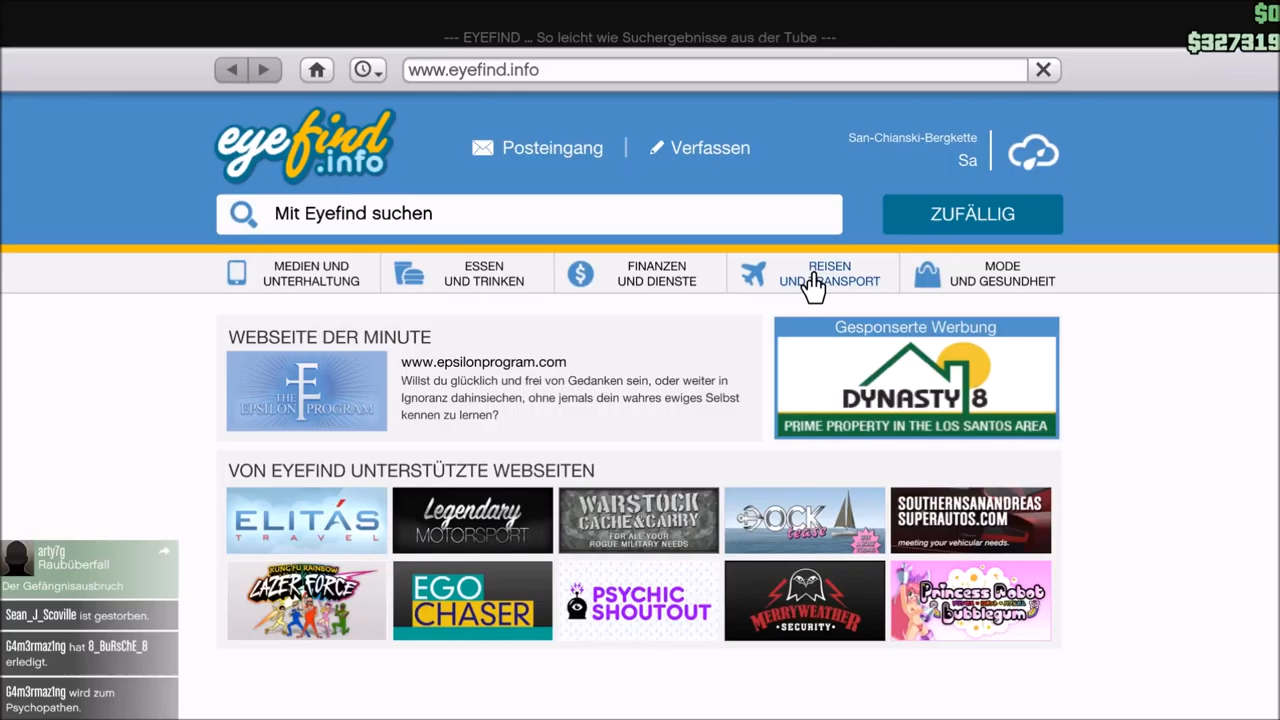 $0
$327319
--- EYEFIND ... So leicht wie Suchergebnisse aus der Tube ---
www.eyefind.info
eyefind
.info
Posteingang | Verfassen
San-Chianski-Bergkette
Sa
Mit Eyefind suchen
ZUFÄLLIG
MEDIEN UND
UNTERHALTUNG
ESSEN
UND TRINKEN
FINANZEN
UND DIENSTE
REISEN
UND TRANSPORT
MODE
UND GESUNDHEIT
WEBSEITE DER MINUTE
THE
EPSILON PROGRAM
www.epsilonprogram.com
Willst du glücklich und frei von Gedanken sein, oder weiter in
Ignoranz dahinsiechen, ohne jemals dein wahres ewiges Selbst
kennen zu lernen?
Gesponserte Werbung
DYNASTY 8
PRIME PROPERTY IN THE LOS SANTOS AREA
VON EYEFIND UNTERSTÜTZTE WEBSEITEN
ELITÁS
TRAVEL
Legendary
MOTORSPORT
WARSTOCK
CACHE & CARRY
FOR ALL YOUR
ROGUE MILITARY NEEDS
DOCK
tease
SOUTHERNSANANDREAS
SUPERAUTOS.COM
meeting your vehicular needs.
KUNG FU RAINBOW
LAZER FORCE
EGO
CHASER
PSYCHIC
SHOUTOUT
MERRYWEATHER
SECURITY
Princess Robot
Bubblegum
arty7g
Raubüberfall
Der Gefängnisausbruch
Sean_J_Scoville ist gestorben.
G4m3rmaz1ng hat 8_BuRsChE_8
erledigt.
G4m3rmaz1ng wird zum
Psychopathen.